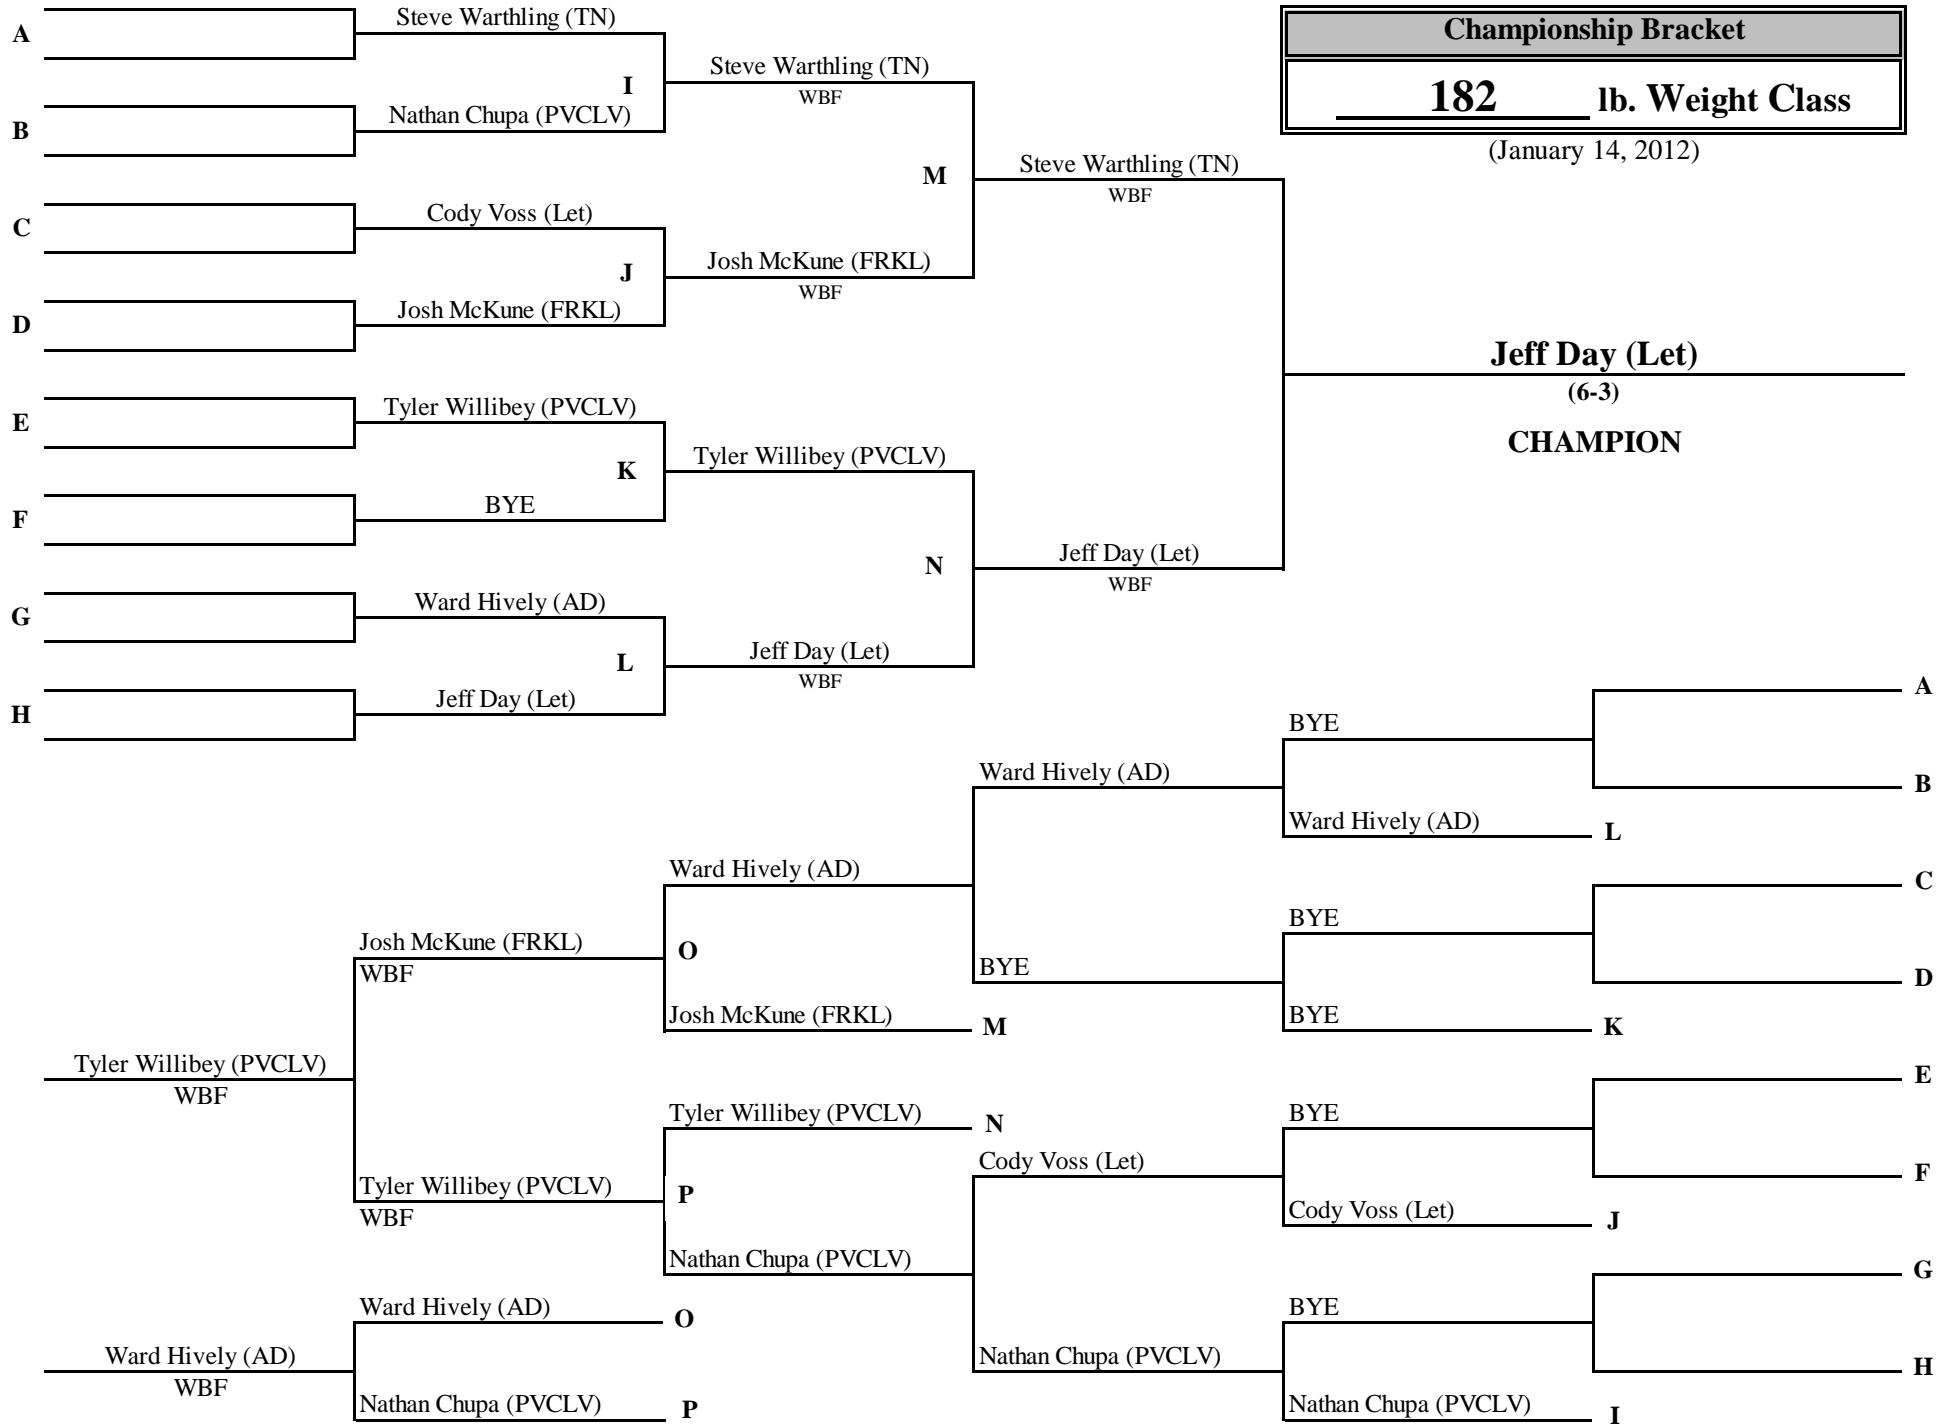 Championship Bracket
182 lb. Weight Class
(January 14, 2012)
A
Steve Warthling (TN)
I
Steve Warthling (TN)
WBF
B
Nathan Chupa (PVCLV)
M
Steve Warthling (TN)
WBF
C
Cody Voss (Let)
J
Josh McKune (FRKL)
WBF
D
Josh McKune (FRKL)
Jeff Day (Let)
(6-3)
CHAMPION
E
Tyler Willibey (PVCLV)
K
Tyler Willibey (PVCLV)
F
BYE
N
Jeff Day (Let)
WBF
G
Ward Hively (AD)
L
Jeff Day (Let)
WBF
H
Jeff Day (Let)
A
BYE
Ward Hively (AD)
B
Ward Hively (AD)
L
Ward Hively (AD)
C
BYE
Josh McKune (FRKL)
WBF
O
BYE
D
Josh McKune (FRKL)
M
BYE
K
Tyler Willibey (PVCLV)
WBF
E
Tyler Willibey (PVCLV)
N
BYE
Cody Voss (Let)
F
Tyler Willibey (PVCLV)
WBF
P
Cody Voss (Let)
J
Nathan Chupa (PVCLV)
G
Ward Hively (AD)
O
BYE
Ward Hively (AD)
WBF
Nathan Chupa (PVCLV)
H
Nathan Chupa (PVCLV)
P
Nathan Chupa (PVCLV)
I